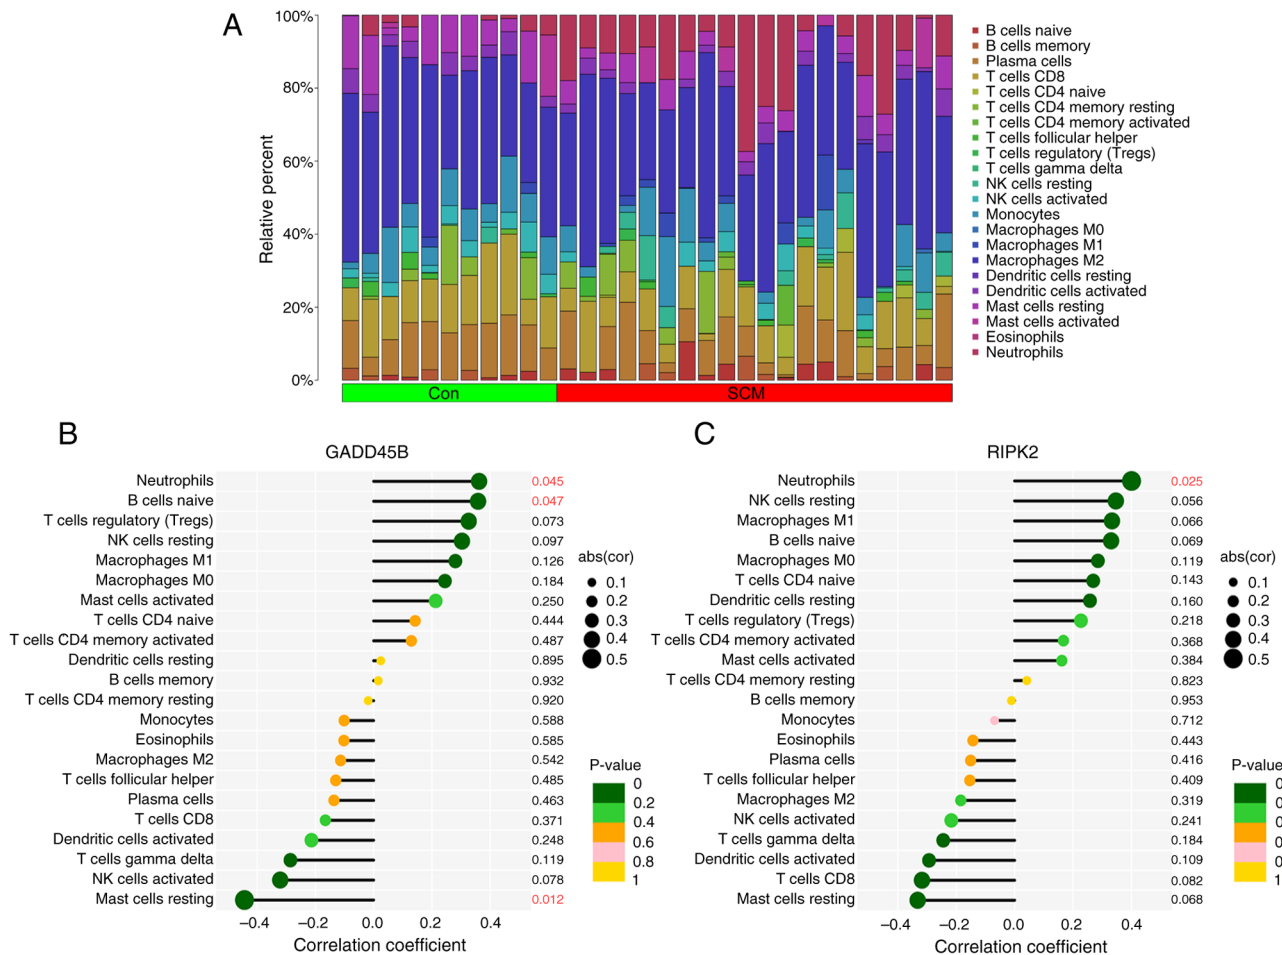 A
100%
80%
60%
40%
20%
0%
Relative percent
Con
SCM
B cells naive
B cells memory
Plasma cells
T cells CD8
T cells CD4 naive
T cells CD4 memory resting
T cells CD4 memory activated
T cells follicular helper
T cells regulatory (Tregs)
T cells gamma delta
NK cells resting
NK cells activated
Monocytes
Macrophages M0
Macrophages M1
Macrophages M2
Dendritic cells resting
Dendritic cells activated
Mast cells resting
Mast cells activated
Eosinophils
Neutrophils
B
GADD45B
Neutrophils 0.045
B cells naive 0.047
T cells regulatory (Tregs) 0.073
NK cells resting 0.097
Macrophages M1 0.126
Macrophages M0 0.184
Mast cells activated 0.250
T cells CD4 naive 0.444
T cells CD4 memory activated 0.487
Dendritic cells resting 0.895
B cells memory 0.932
T cells CD4 memory resting 0.920
Monocytes 0.588
Eosinophils 0.585
Macrophages M2 0.542
T cells follicular helper 0.485
Plasma cells 0.463
T cells CD8 0.371
Dendritic cells activated 0.248
T cells gamma delta 0.119
NK cells activated 0.078
Mast cells resting 0.012
−0.4 −0.2 0.0 0.2 0.4
Correlation coefficient
abs(cor)
0.1
0.2
0.3
0.4
0.5
P-value
0
0.2
0.4
0.6
0.8
1
C
RIPK2
Neutrophils 0.025
NK cells resting 0.056
Macrophages M1 0.066
B cells naive 0.069
Macrophages M0 0.119
T cells CD4 naive 0.143
Dendritic cells resting 0.160
T cells regulatory (Tregs) 0.218
T cells CD4 memory activated 0.368
Mast cells activated 0.384
T cells CD4 memory resting 0.823
B cells memory 0.953
Monocytes 0.712
Eosinophils 0.443
Plasma cells 0.416
T cells follicular helper 0.409
Macrophages M2 0.319
NK cells activated 0.241
T cells gamma delta 0.184
Dendritic cells activated 0.109
T cells CD8 0.082
Mast cells resting 0.068
−0.4 −0.2 0.0 0.2 0.4
Correlation coefficient
abs(cor)
0.1
0.2
0.3
0.4
0.5
P-value
0
0
0
0
0
1